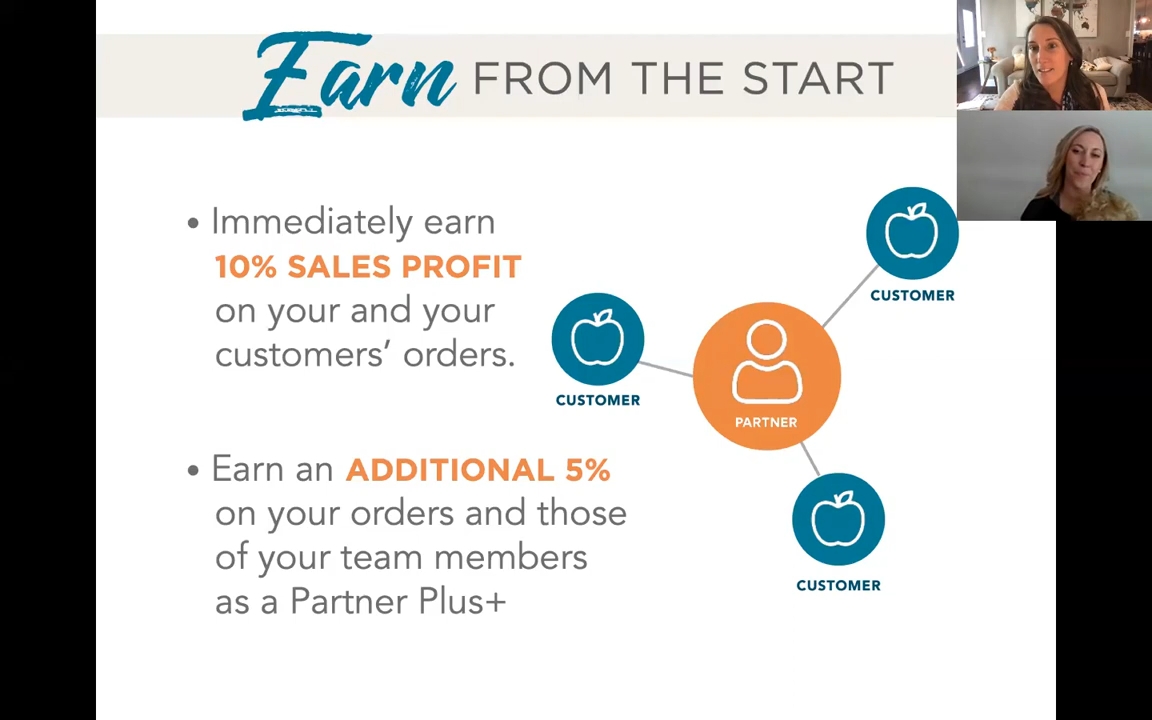 Earn FROM THE START
• Immediately earn
10% SALES PROFIT
on your and your
customers’ orders.
• Earn an ADDITIONAL 5%
on your orders and those
of your team members
as a Partner Plus+
CUSTOMER
CUSTOMER
PARTNER
CUSTOMER